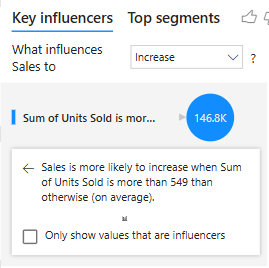 Key influencers Top segments
What influences
Sales to
Increase
?
Sum of Units Sold is mor...
146.8K
Sales is more likely to increase when Sum
of Units Sold is more than 549 than
otherwise (on average).
Only show values that are influencers